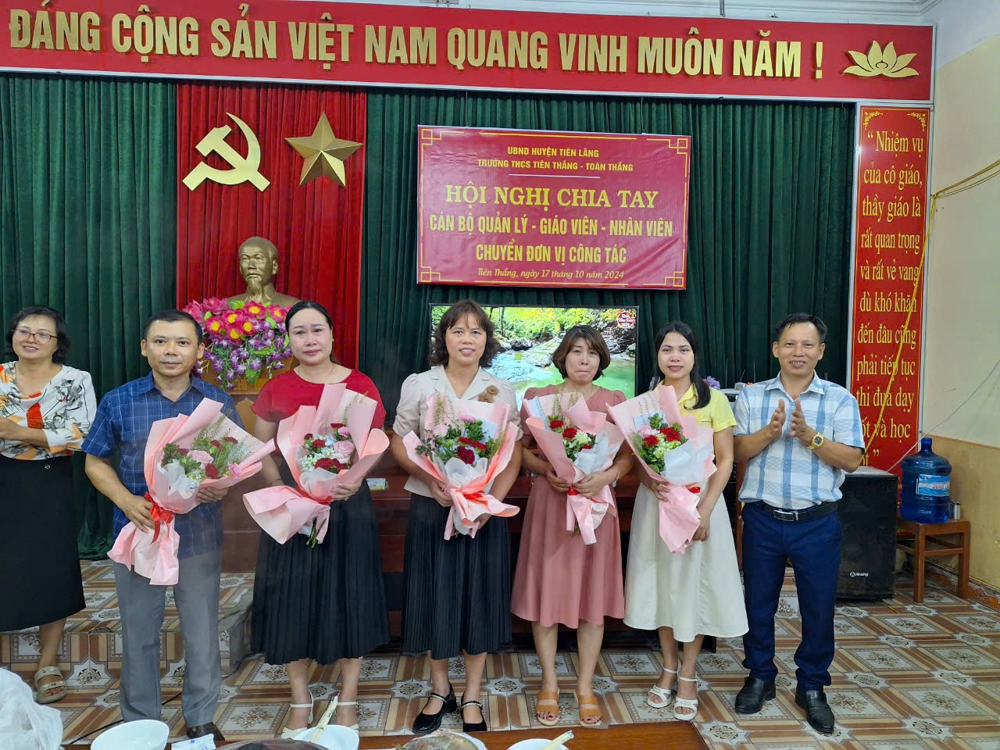 ĐẢNG CỘNG SẢN VIỆT NAM QUANG VINH MUÔN NĂM !
UBND HUYỆN TIÊN LÃNG
TRƯỜNG THCS TIÊN THẮNG - TOÀN THẮNG
HỘI NGHỊ CHIA TAY
CÁN BỘ QUẢN LÝ - GIÁO VIÊN - NHÂN VIÊN
CHUYỂN ĐƠN VỊ CÔNG TÁC
Tiên Thắng, ngày 17 tháng 10 năm 2024
“ Nhiệm vụ
của cô giáo,
thầy giáo là
rất quan trọng
và rất vẻ vang
dù khó khăn
đến đâu cũng
phải tiếp tục
thi đua dạy
tốt và học
”
Arirang